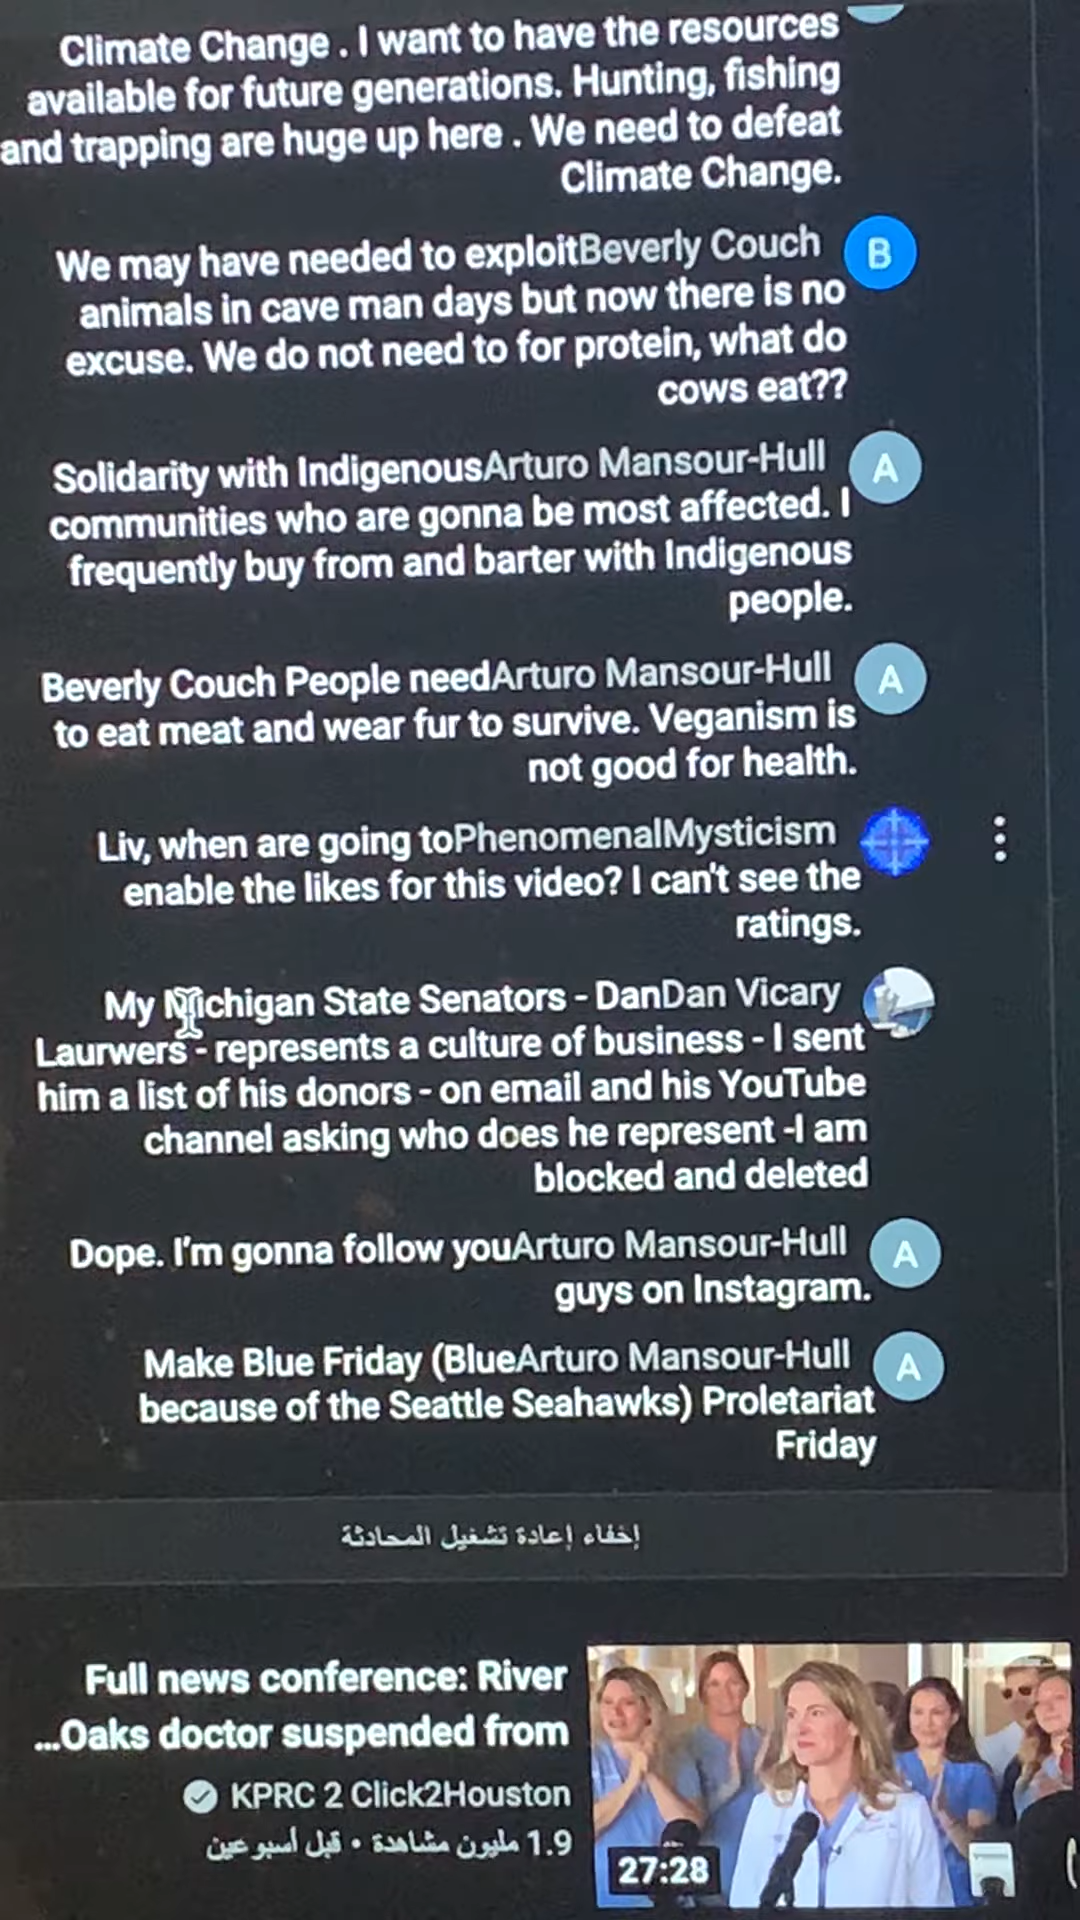 Climate Change . I want to have the resources
available for future generations. Hunting, fishing
and trapping are huge up here . We need to defeat
Climate Change.
We may have needed to exploitBeverly Couch
B
animals in cave man days but now there is no
excuse. We do not need to for protein, what do
cows eat??
Solidarity with IndigenousArturo Mansour-Hull
A
communities who are gonna be most affected. I
frequently buy from and barter with Indigenous
people.
Beverly Couch People needArturo Mansour-Hull
A
to eat meat and wear fur to survive. Veganism is
not good for health.
Liv, when are going toPhenomenalMysticism
enable the likes for this video? I can't see the
ratings.
My Michigan State Senators - DanDan Vicary
Laurwers - represents a culture of business - I sent
him a list of his donors - on email and his YouTube
channel asking who does he represent -I am
blocked and deleted
Dope. I'm gonna follow youArturo Mansour-Hull
A
guys on Instagram.
Make Blue Friday (BlueArturo Mansour-Hull
A
because of the Seattle Seahawks) Proletariat
Friday
إخفاء إعادة تشغيل المحادثة
Full news conference: River
...Oaks doctor suspended from
KPRC 2 Click2Houston
1.9 مليون مشاهدة • قبل أسبوعين
27:28